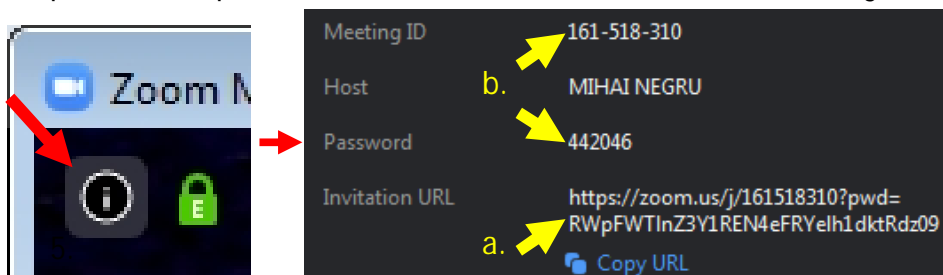 Zoom M
E
Meeting ID 161-518-310
b.
Host MIHAI NEGRU
Password 442046
Invitation URL https://zoom.us/j/161518310?pwd=
RWpFWTlnZ3Y1REN4eFRYelh1dktRdz09
a.
Copy URL